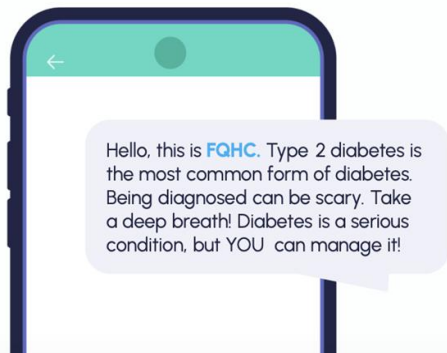 Hello, this is FQHC. Type 2 diabetes is
the most common form of diabetes.
Being diagnosed can be scary. Take
a deep breath! Diabetes is a serious
condition, but YOU can manage it!